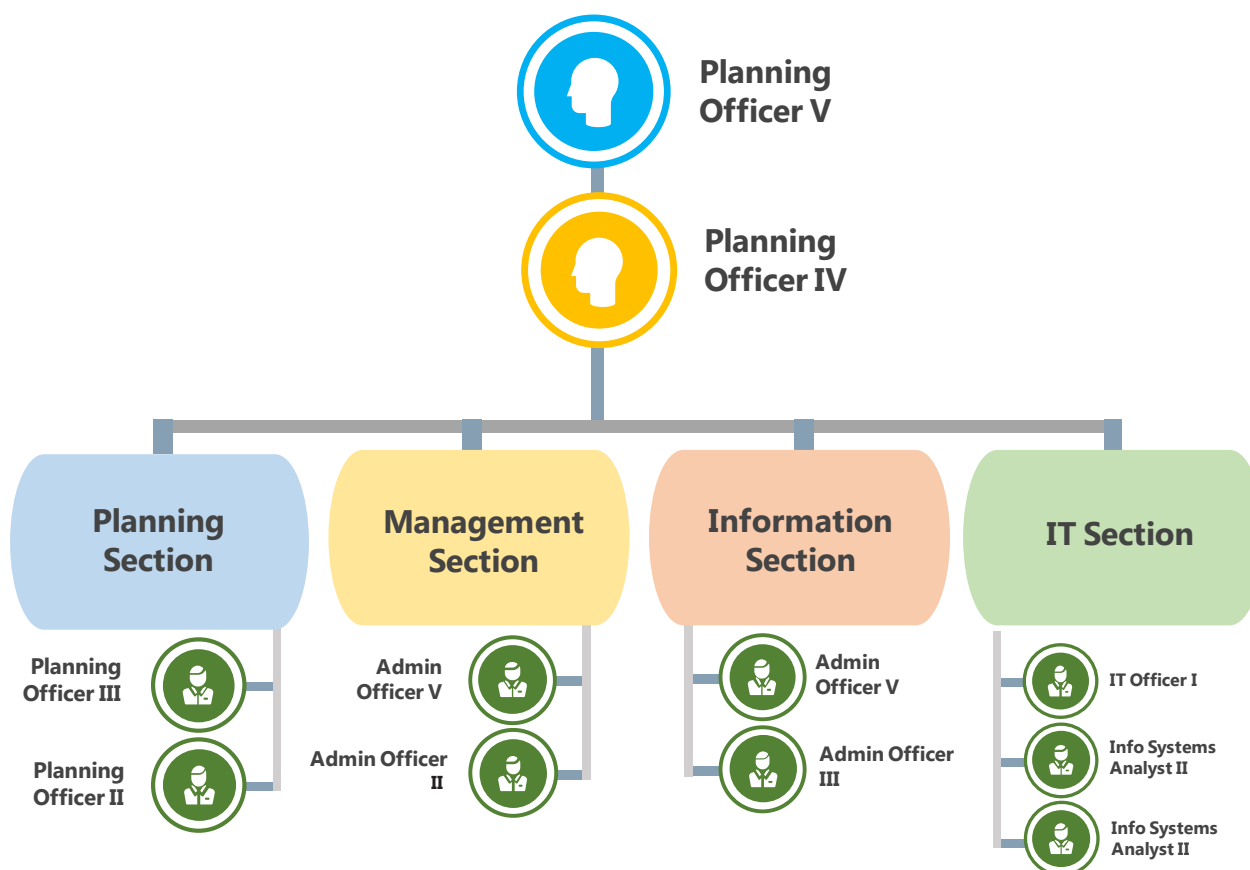 Planning
Officer V
Planning
Officer IV
Planning
Section
Management
Section
Information
Section
IT Section
Planning
Officer III
Planning
Officer II
Admin
Officer V
Admin Officer
II
Admin
Officer V
Admin Officer
III
IT Officer I
Info Systems
Analyst II
Info Systems
Analyst II